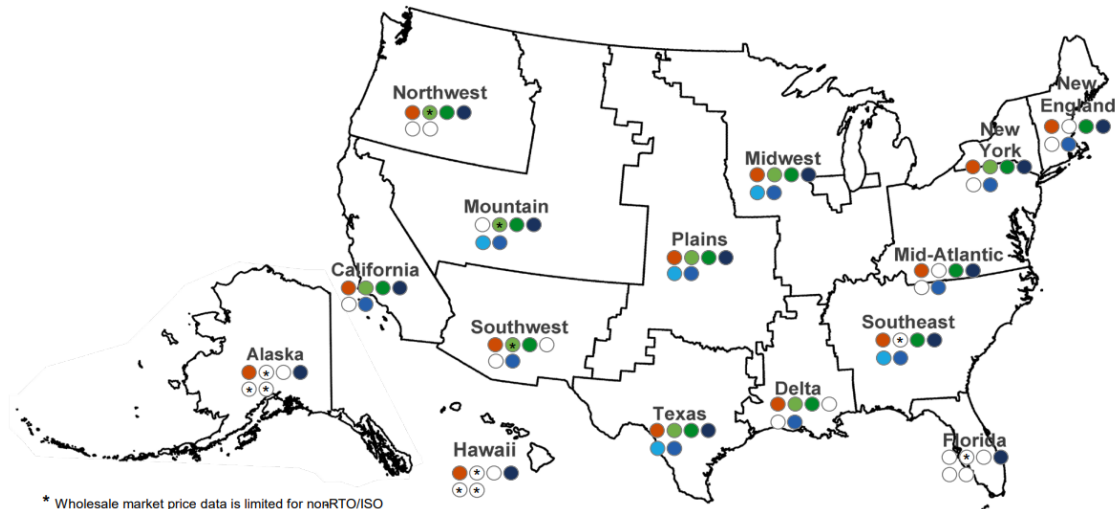 Northwest
*
Mountain
*
California
Southwest
*
Alaska
*
* *
Hawaii
*
* *
Midwest
Plains
Texas
Delta
New
England
New
York
Mid-Atlantic
Southeast
*
Florida
*
* Wholesale market price data is limited for nonRTO/ISO